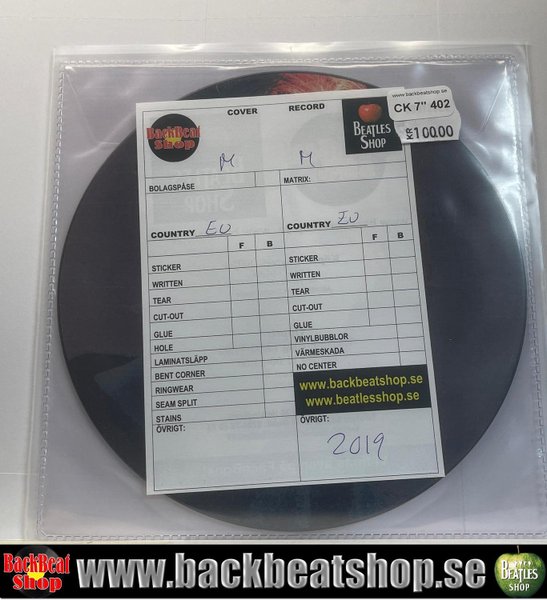 www.backbeatshop.se
CK 7" 402
KR 100.00
COVER RECORD
BackBeat
Shop
BEATLES
SHOP
M M
BOLAGSPÅSE MATRIX:
COUNTRY EU COUNTRY EU
F B F B
STICKER STICKER
WRITTEN WRITTEN
TEAR TEAR
CUT-OUT CUT-OUT
GLUE GLUE
HOLE VINYLBUBBLOR
LAMINATSLÄPP VÄRMESKADA
BENT CORNER NO CENTER
RINGWEAR
SEAM SPLIT
STAINS
www.backbeatshop.se
www.beatlesshop.se
ÖVRIGT: ÖVRIGT:
2019
BackBeat
Shop
www.backbeatshop.se
BEATLES
SHOP